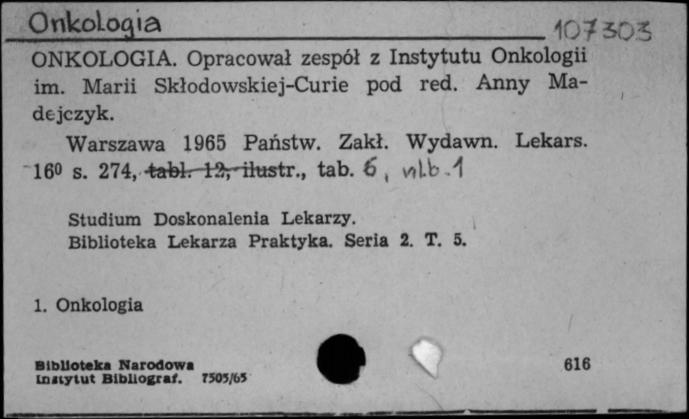 Onkologia 107303
ONKOLOGIA. Opracował zespół z Instytutu Onkologii
im. Marii Skłodowskiej-Curie pod red. Anny Ma-
dejczyk.
Warszawa 1965 Państw. Zakł. Wydawn. Lekars.
16º s. 274, tabl. 12, ilustr., tab. 6, nlb. 1
Studium Doskonalenia Lekarzy.
Biblioteka Lekarza Praktyka. Seria 2. T. 5.
1. Onkologia
Biblioteka Narodowa
Instytut Bibliograf. 7505/65 616